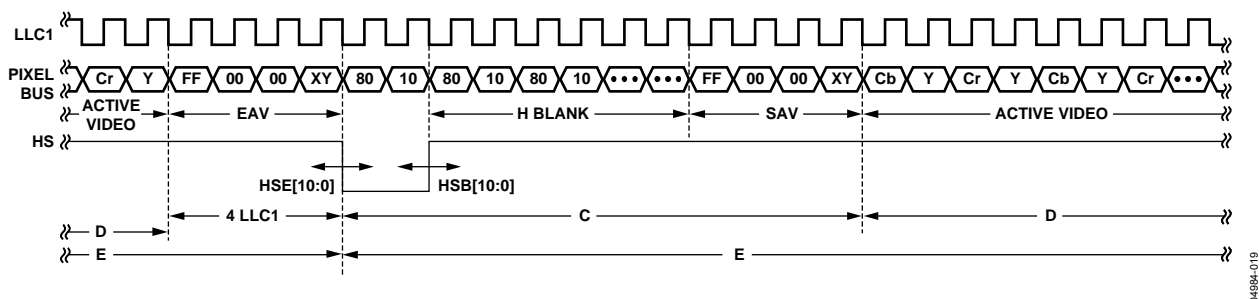 LLC1
PIXEL BUS Cr Y FF 00 00 XY 80 10 80 10 80 10 ••• ••• FF 00 00 XY Cb Y Cr Y Cb Y Cr •••
ACTIVE VIDEO EAV H BLANK SAV ACTIVE VIDEO
HS
HSE[10:0] HSB[10:0]
4 LLC1 C D
D
E E
04984-019